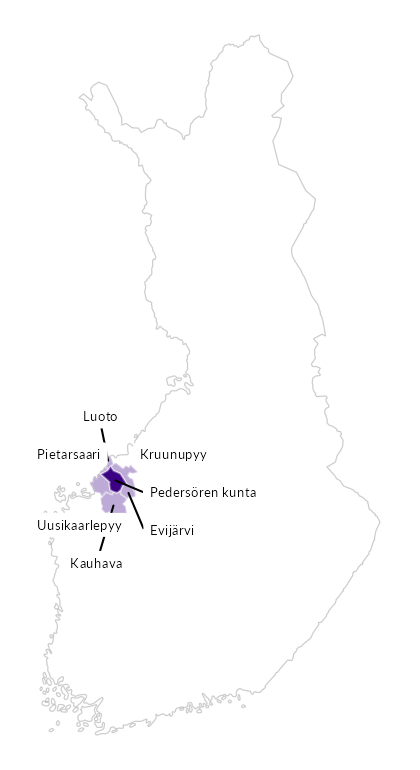 Luoto
Pietarsaari
Kruunupyy
Pedersören kunta
Uusikaarlepyy
Evijärvi
Kauhava